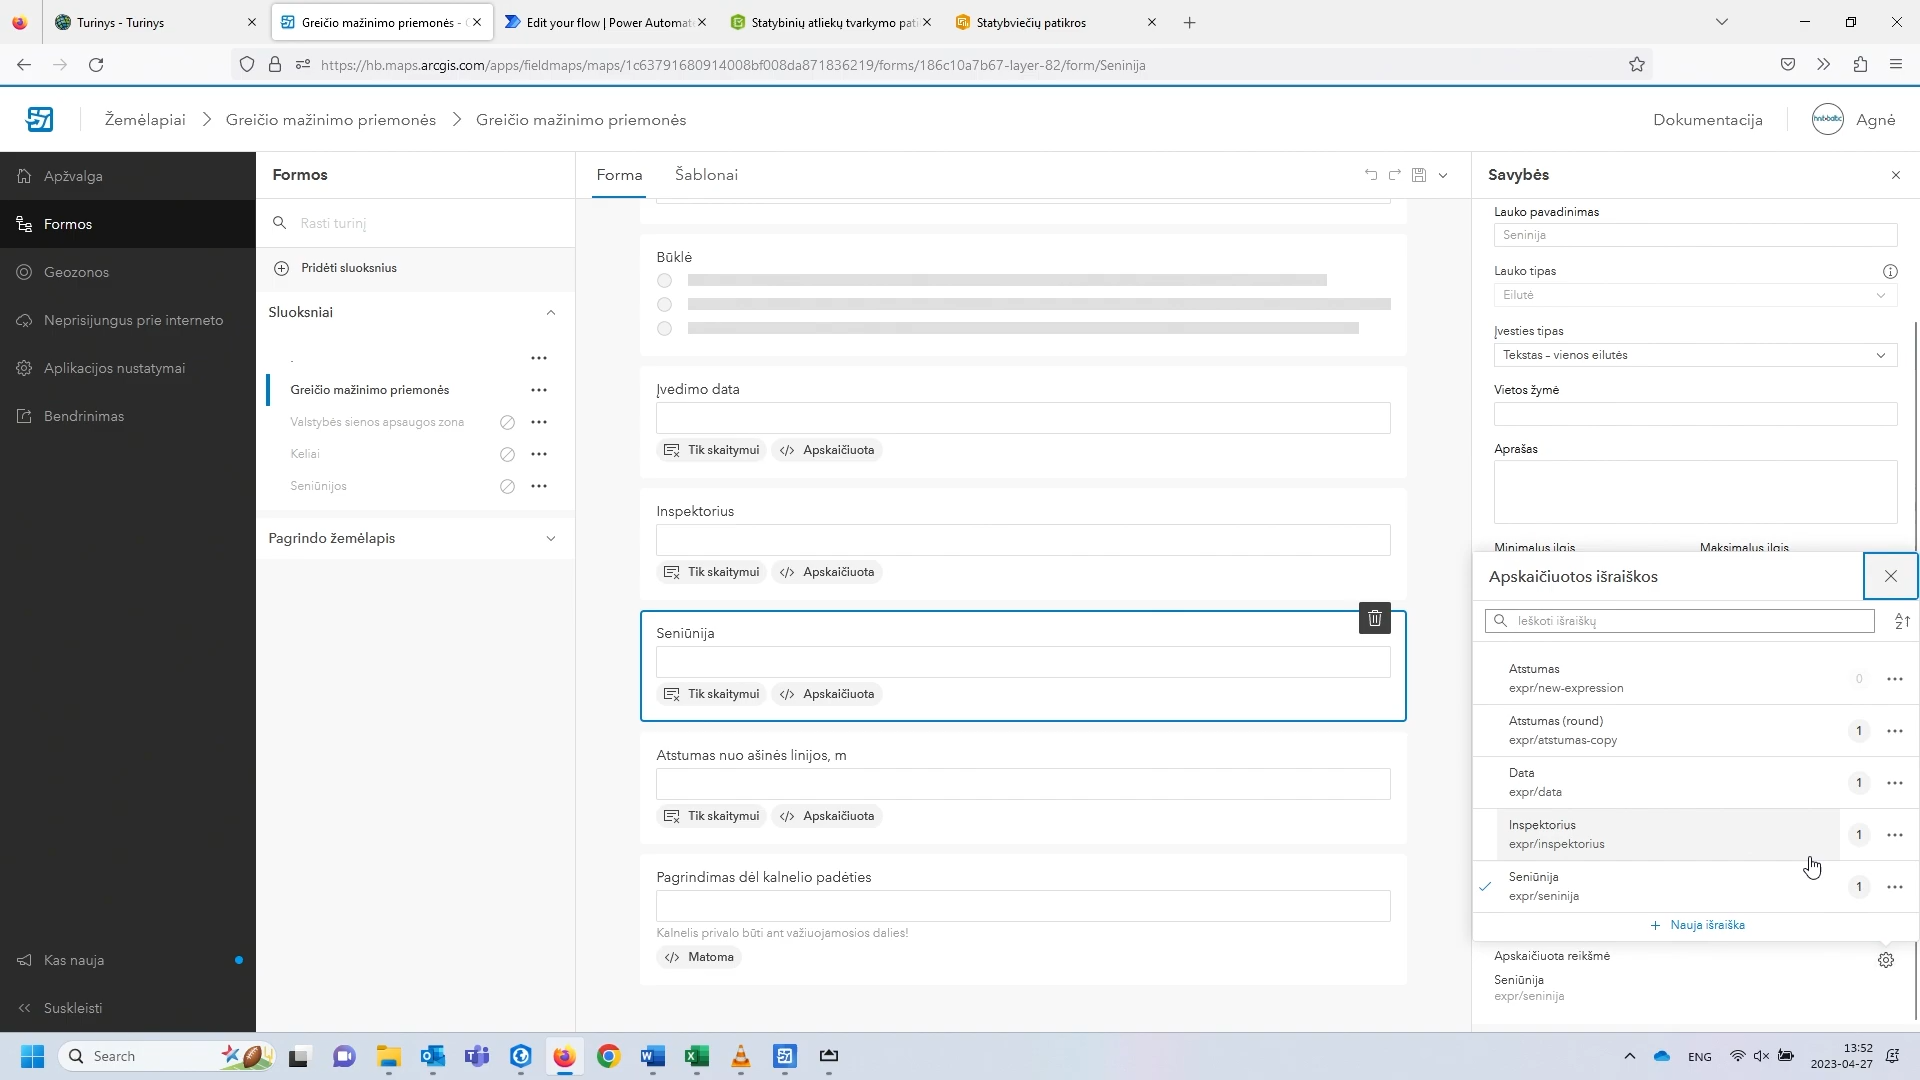 Turinys - Turinys
Greičio mažinimo priemonės - 
Edit your flow | Power Automat
Statybinių atliekų tvarkymo pati
Statybviečių patikros
https://hb.maps.arcgis.com/apps/fieldmaps/maps/1c63791680914008bf008da871836219/forms/186c10a7b67-layer-82/form/Seninija
Žemėlapiai
Greičio mažinimo priemonės
Greičio mažinimo priemonės
Dokumentacija
hnit-baltic
Agnė
Apžvalga
Formos
Geozonos
Neprisijungus prie interneto
Aplikacijos nustatymai
Bendrinimas
Kas nauja
Suskleisti
Formos
Rasti turinį
Pridėti sluoksnius
Sluoksniai
.
Greičio mažinimo priemonės
Valstybės sienos apsaugos zona
Keliai
Seniūnijos
Pagrindo žemėlapis
Forma
Šablonai
Būklė
Įvedimo data
Tik skaitymui
Apskaičiuota
Inspektorius
Tik skaitymui
Apskaičiuota
Seniūnija
Tik skaitymui
Apskaičiuota
Atstumas nuo ašinės linijos, m
Tik skaitymui
Apskaičiuota
Pagrindimas dėl kalnelio padėties
Kalnelis privalo būti ant važiuojamosios dalies!
Matoma
Savybės
Lauko pavadinimas
Seninija
Lauko tipas
Eilutė
Įvesties tipas
Tekstas – vienos eilutės
Vietos žymė
Aprašas
Minimalus ilgis
Maksimalus ilgis
Apskaičiuotos išraiškos
Ieškoti išraiškų
Atstumas
expr/new-expression
0
Atstumas (round)
expr/atstumas-copy
1
Data
expr/data
1
Inspektorius
expr/inspektorius
1
Seniūnija
expr/seninija
1
Nauja išraiška
Apskaičiuota reikšmė
Seniūnija
expr/seninija
Search
ENG
13:52
2023-04-27